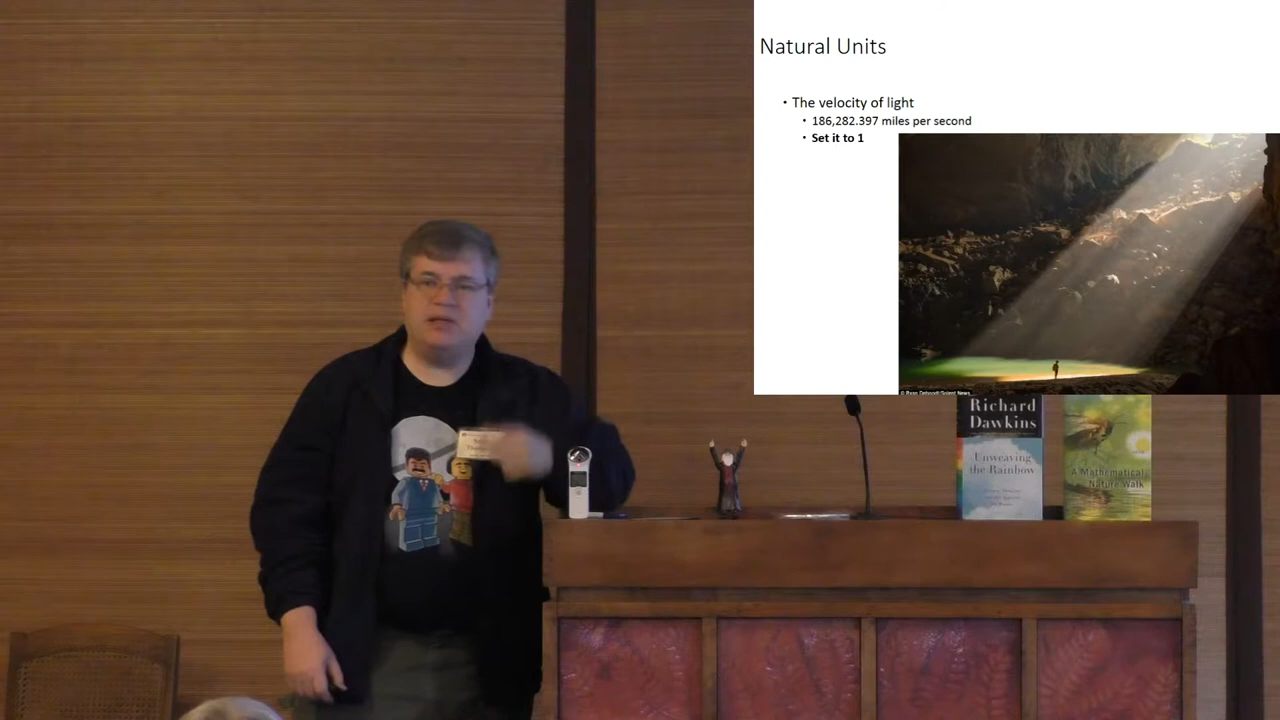 Natural Units
• The velocity of light
• 186,282.397 miles per second
• Set it to 1
Richard
Dawkins
Unweaving
the Rainbow
A Mathematical
Nature Walk